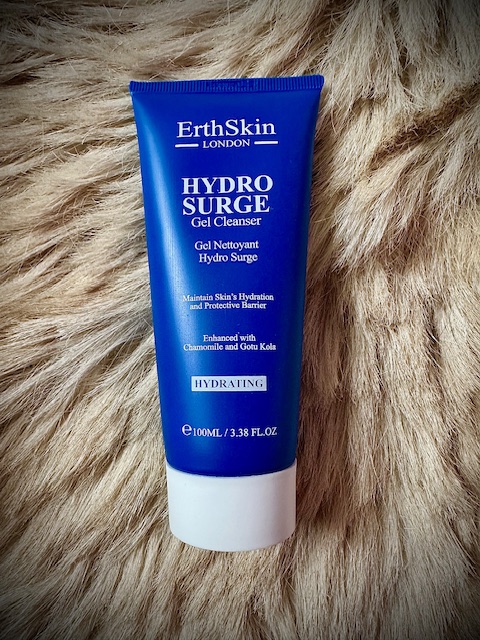 ErthSkin
LONDON
HYDRO
SURGE
Gel Cleanser
Gel Nettoyant
Hydro Surge
Maintain Skin's Hydration
and Protective Barrier
Enhanced with
Chamomile and Gotu Kola
HYDRATING
℮100ML / 3.38 FL.OZ